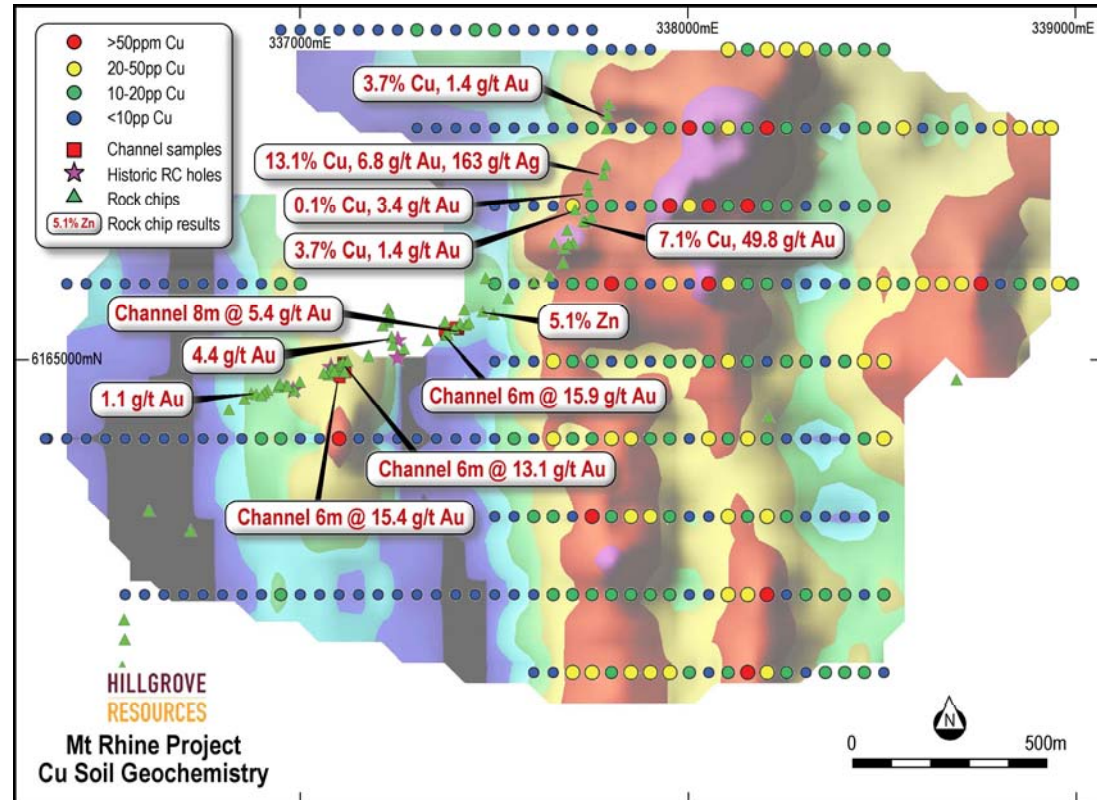 337000mE
338000mE
339000mE
>50ppm Cu
20-50pp Cu
10-20pp Cu
<10pp Cu
Channel samples
Historic RC holes
Rock chips
5.1% Zn Rock chip results
3.7% Cu, 1.4 g/t Au
13.1% Cu, 6.8 g/t Au, 163 g/t Ag
0.1% Cu, 3.4 g/t Au
3.7% Cu, 1.4 g/t Au
7.1% Cu, 49.8 g/t Au
Channel 8m @ 5.4 g/t Au
5.1% Zn
4.4 g/t Au
6165000mN
1.1 g/t Au
Channel 6m @ 15.9 g/t Au
Channel 6m @ 13.1 g/t Au
Channel 6m @ 15.4 g/t Au
HILLGROVE
RESOURCES
Mt Rhine Project
Cu Soil Geochemistry
N
0 500m